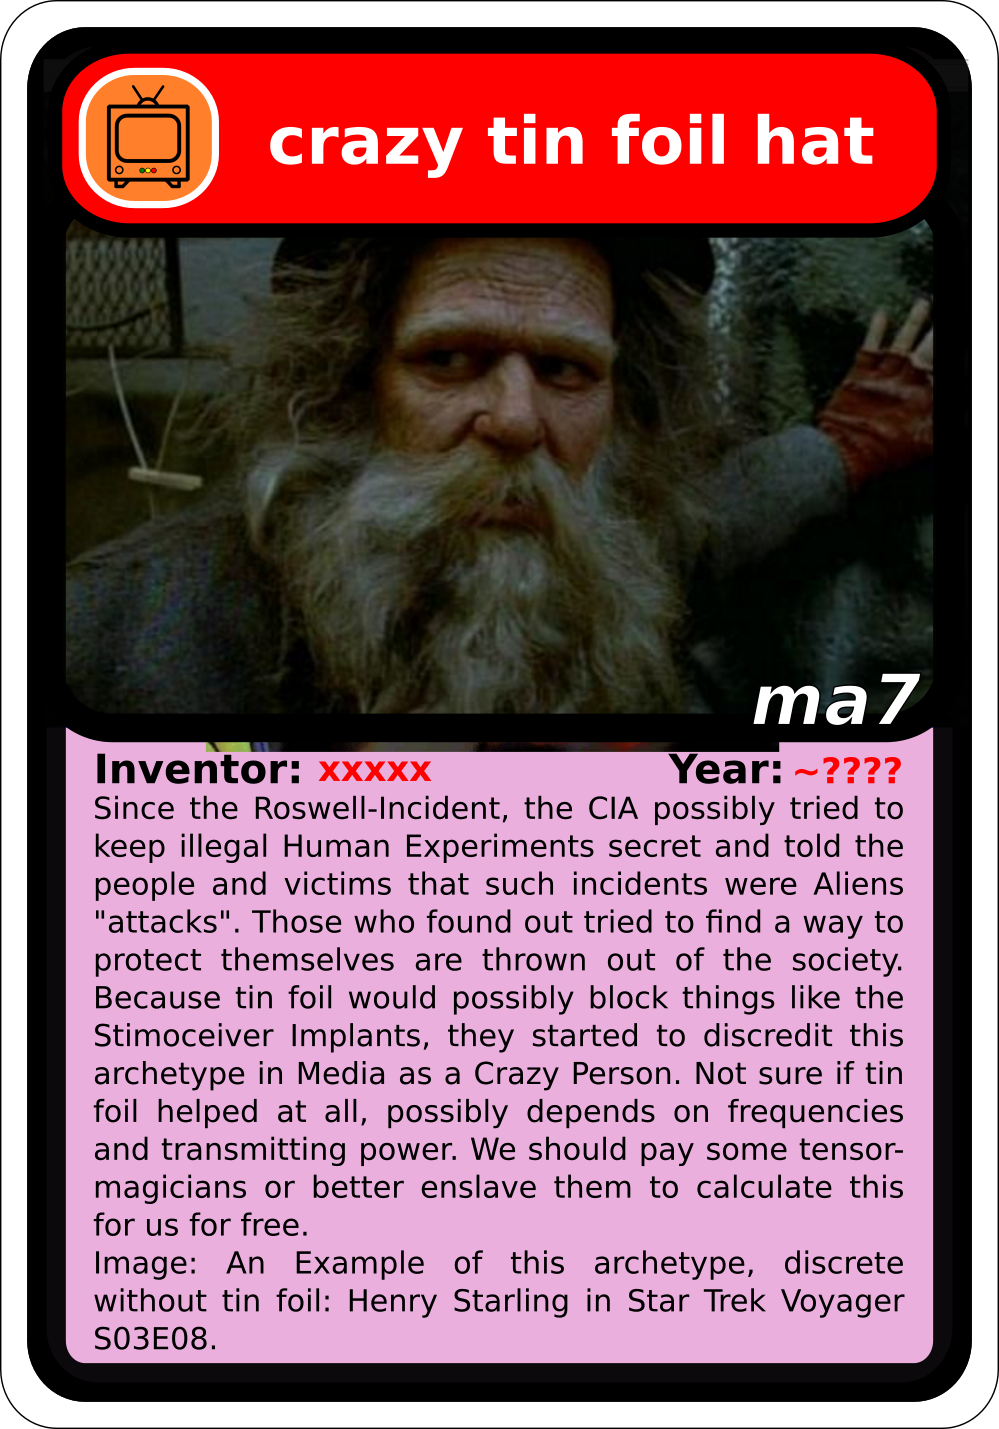 crazy tin foil hat
ma7
Inventor: xxxxx Year: ~????
Since the Roswell-Incident, the CIA possibly tried to
keep illegal Human Experiments secret and told the
people and victims that such incidents were Aliens
"attacks". Those who found out tried to find a way to
protect themselves are thrown out of the society.
Because tin foil would possibly block things like the
Stimoceiver Implants, they started to discredit this
archetype in Media as a Crazy Person. Not sure if tin
foil helped at all, possibly depends on frequencies
and transmitting power. We should pay some tensor-
magicians or better enslave them to calculate this
for us for free.
Image: An Example of this archetype, discrete
without tin foil: Henry Starling in Star Trek Voyager
S03E08.